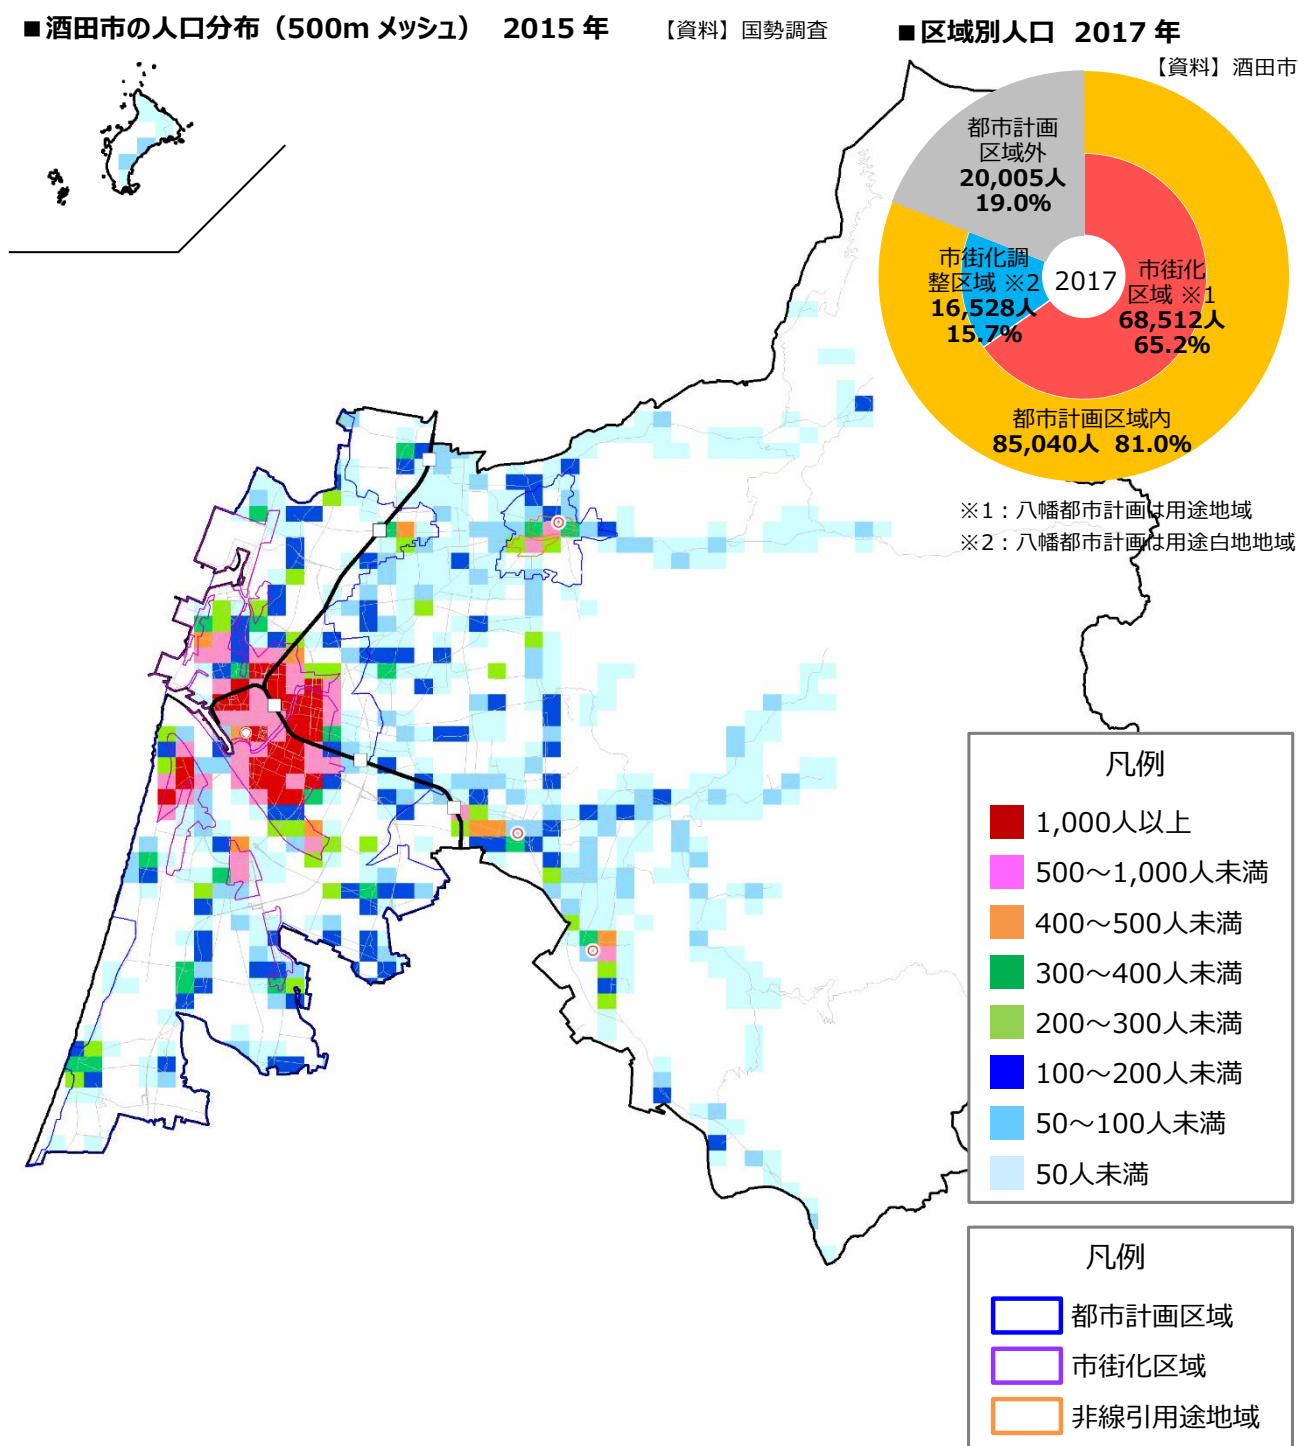 ■酒田市の人口分布（500m メッシュ） 2015 年 【資料】国勢調査
■区域別人口 2017 年
【資料】酒田市
都市計画
区域外
20,005人
19.0%
市街化調
整区域 ※2
16,528人
15.7%
2017
市街化
区域 ※1
68,512人
65.2%
都市計画区域内
85,040人 81.0%
※1：八幡都市計画は用途地域
※2：八幡都市計画は用途白地地域
凡例
1,000人以上
500～1,000人未満
400～500人未満
300～400人未満
200～300人未満
100～200人未満
50～100人未満
50人未満
凡例
都市計画区域
市街化区域
非線引用途地域